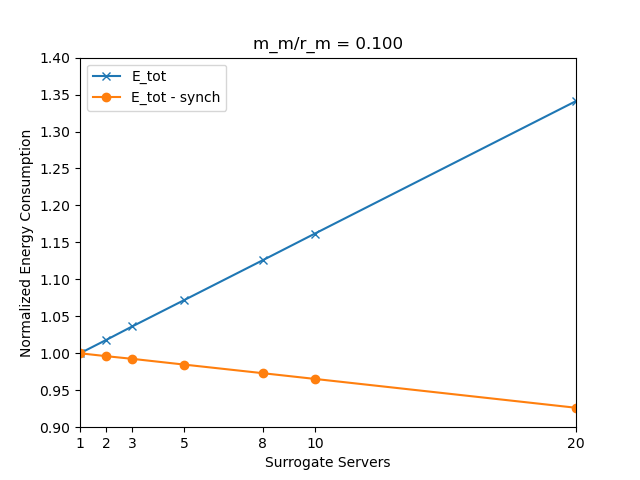 m_m/r_m = 0.100
E_tot
E_tot - synch
Normalized Energy Consumption
1.40
1.35
1.30
1.25
1.20
1.15
1.10
1.05
1.00
0.95
0.90
1 2 3 5 8 10 20
Surrogate Servers